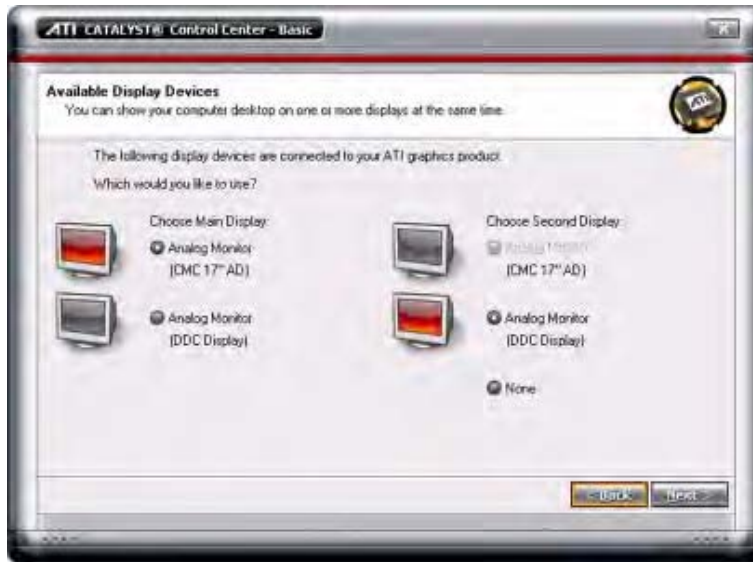 ATI CATALYST® Control Center - Basic
Available Display Devices
You can show your computer desktop on one or more displays at the same time.
ATI
The following display devices are connected to your ATI graphics product.
Which would you like to use?
Choose Main Display:
Analog Monitor
(CMC 17" AD)
Analog Monitor
(DDC Display)
Choose Second Display:
Analog Monitor
(CMC 17" AD)
Analog Monitor
(DDC Display)
None
< Back
Next >